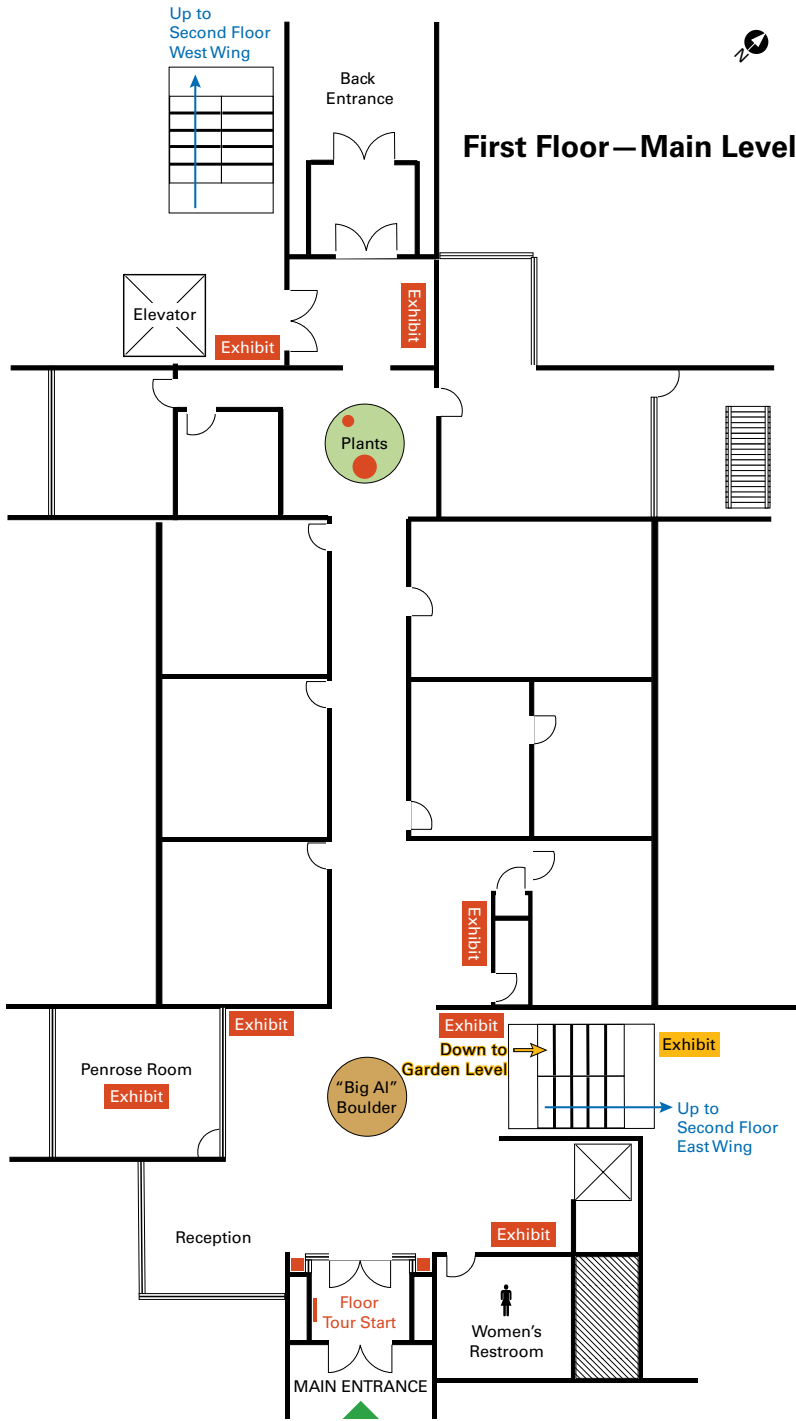 Up to
Second Floor
West Wing
N
Back
Entrance
First Floor—Main Level
Elevator
Exhibit
Exhibit
Plants
Exhibit
Exhibit
Exhibit
Down to
Garden Level
Exhibit
Penrose Room
Exhibit
"Big Al"
Boulder
Up to
Second Floor
East Wing
Reception
Exhibit
Floor
Tour Start
Women's
Restroom
MAIN ENTRANCE